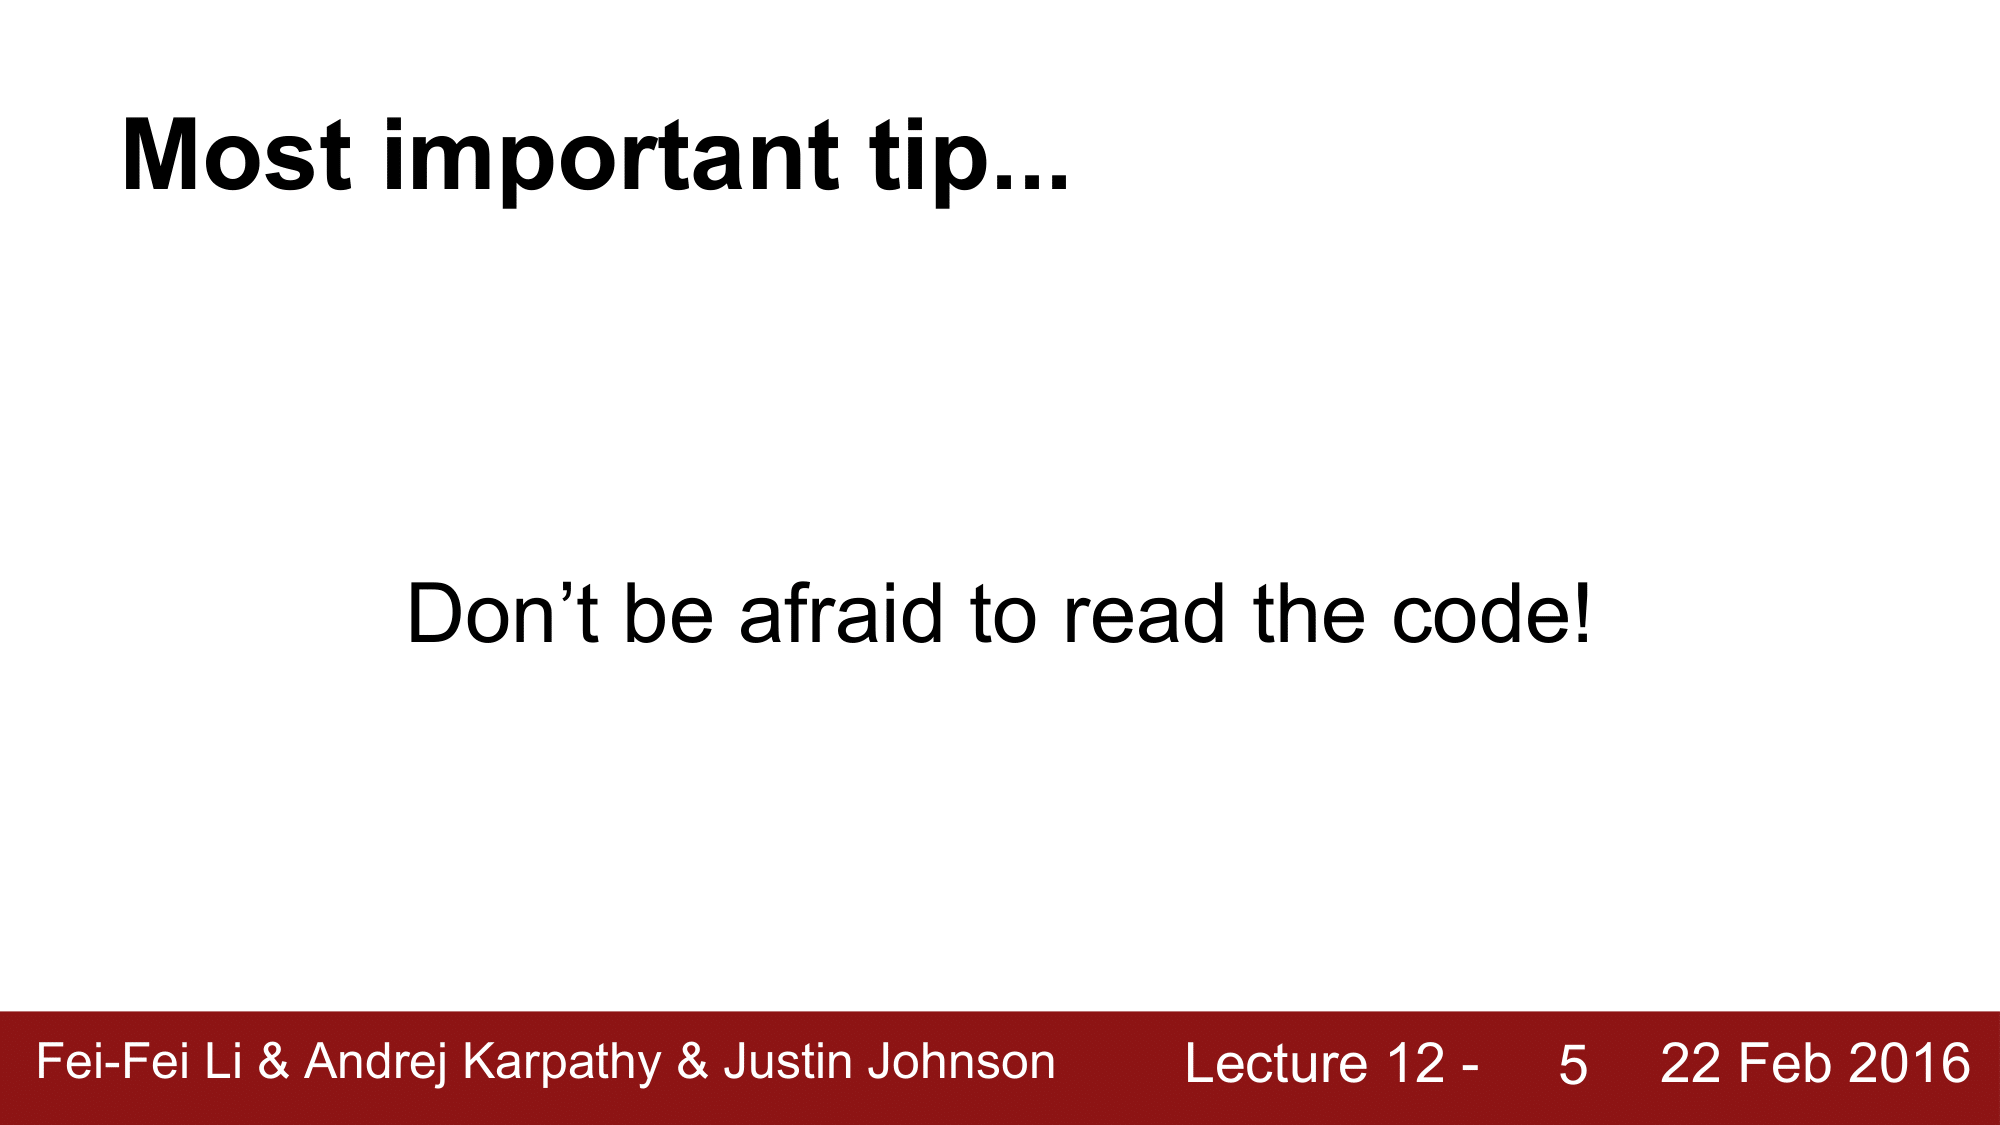 Most important tip...
Don’t be afraid to read the code!
Fei-Fei Li & Andrej Karpathy & Justin Johnson Lecture 12 - 5 22 Feb 2016